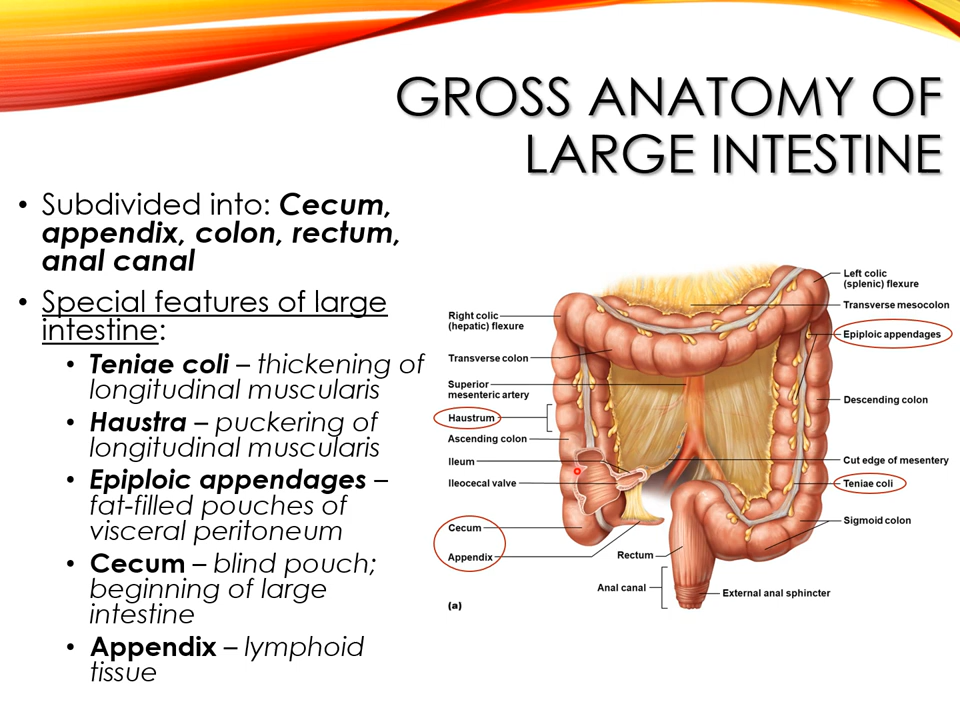 GROSS ANATOMY OF
LARGE INTESTINE
• Subdivided into: Cecum,
appendix, colon, rectum,
anal canal
• Special features of large
intestine:
• Teniae coli – thickening of
longitudinal muscularis
• Haustra – puckering of
longitudinal muscularis
• Epiploic appendages –
fat-filled pouches of
visceral peritoneum
• Cecum – blind pouch;
beginning of large
intestine
• Appendix – lymphoid
tissue
Right colic
(hepatic) flexure
Transverse colon
Superior
mesenteric artery
Haustrum
Ascending colon
Ileum
Ileocecal valve
Cecum
Appendix
(a)
Left colic
(splenic) flexure
Transverse mesocolon
Epiploic appendages
Descending colon
Cut edge of mesentery
Teniae coli
Sigmoid colon
Rectum
Anal canal
External anal sphincter